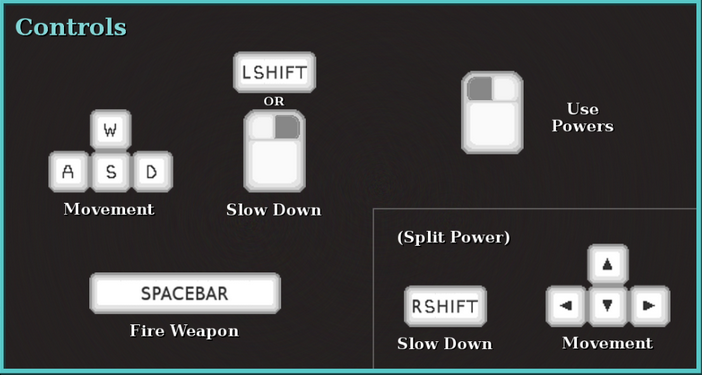 Controls
LSHIFT
OR
W
A S D
Movement
Slow Down
Use
Powers
SPACEBAR
Fire Weapon
(Split Power)
RSHIFT
Slow Down
Movement